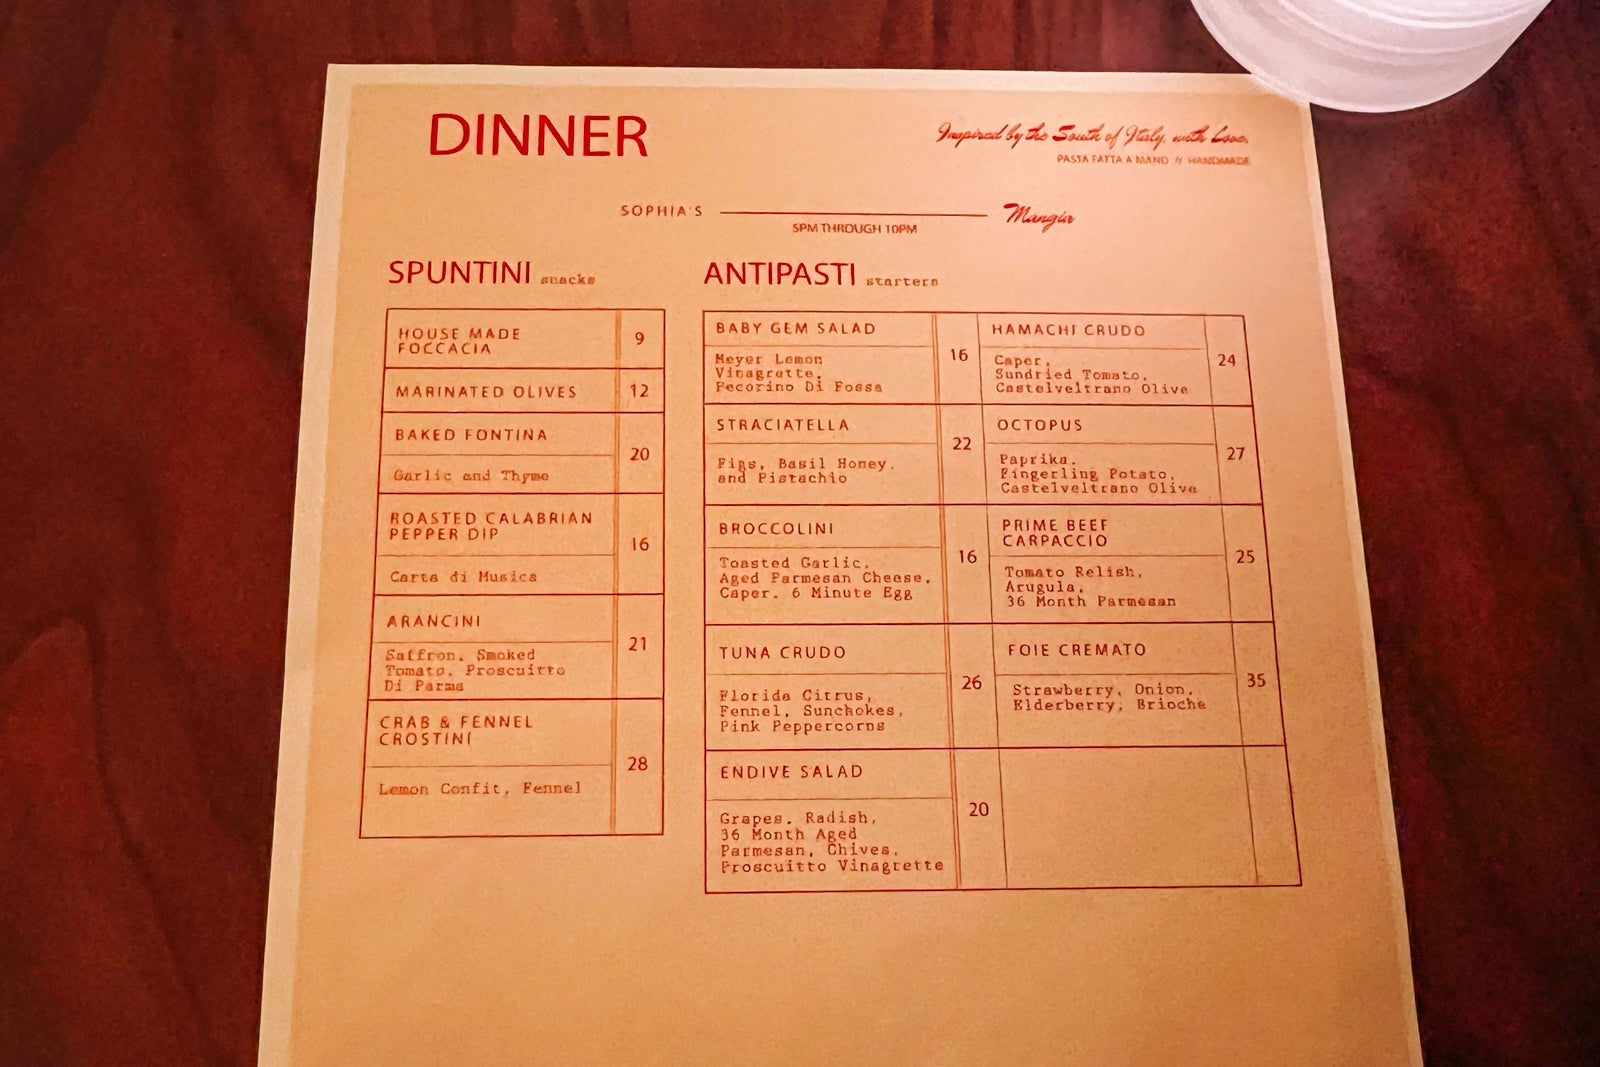 DINNER
Inspired by the South of Italy, with Love,
PASTA FATTA A MANO // HANDMADE
SOPHIA'S
Mangia
5PM THROUGH 10PM
SPUNTINI snacks
HOUSE MADE
FOCCACIA
9
MARINATED OLIVES
12
BAKED FONTINA
Garlic and Thyme
20
ROASTED CALABRIAN
PEPPER DIP
Carta di Musica
16
ARANCINI
Saffron, Smoked
Tomato, Proscuitto
Di Parma
21
CRAB & FENNEL
CROSTINI
Lemon Confit, Fennel
28
ANTIPASTI starters
BABY GEM SALAD
Meyer Lemon
Vinagrette,
Pecorino Di Fossa
16
STRACIATELLA
Figs, Basil Honey,
and Pistachio
22
BROCCOLINI
Toasted Garlic,
Aged Parmesan Cheese,
Caper, 6 Minute Egg
16
TUNA CRUDO
Florida Citrus,
Fennel, Sunchokes,
Pink Peppercorns
26
ENDIVE SALAD
Grapes, Radish,
36 Month Aged
Parmesan, Chives,
Proscuitto Vinagrette
20
HAMACHI CRUDO
Caper,
Sundried Tomato,
Castelveltrano Olive
24
OCTOPUS
Paprika,
Fingerling Potato,
Castelveltrano Olive
27
PRIME BEEF
CARPACCIO
Tomato Relish,
Arugula,
36 Month Parmesan
25
FOIE CREMATO
Strawberry, Onion,
Elderberry, Brioche
35